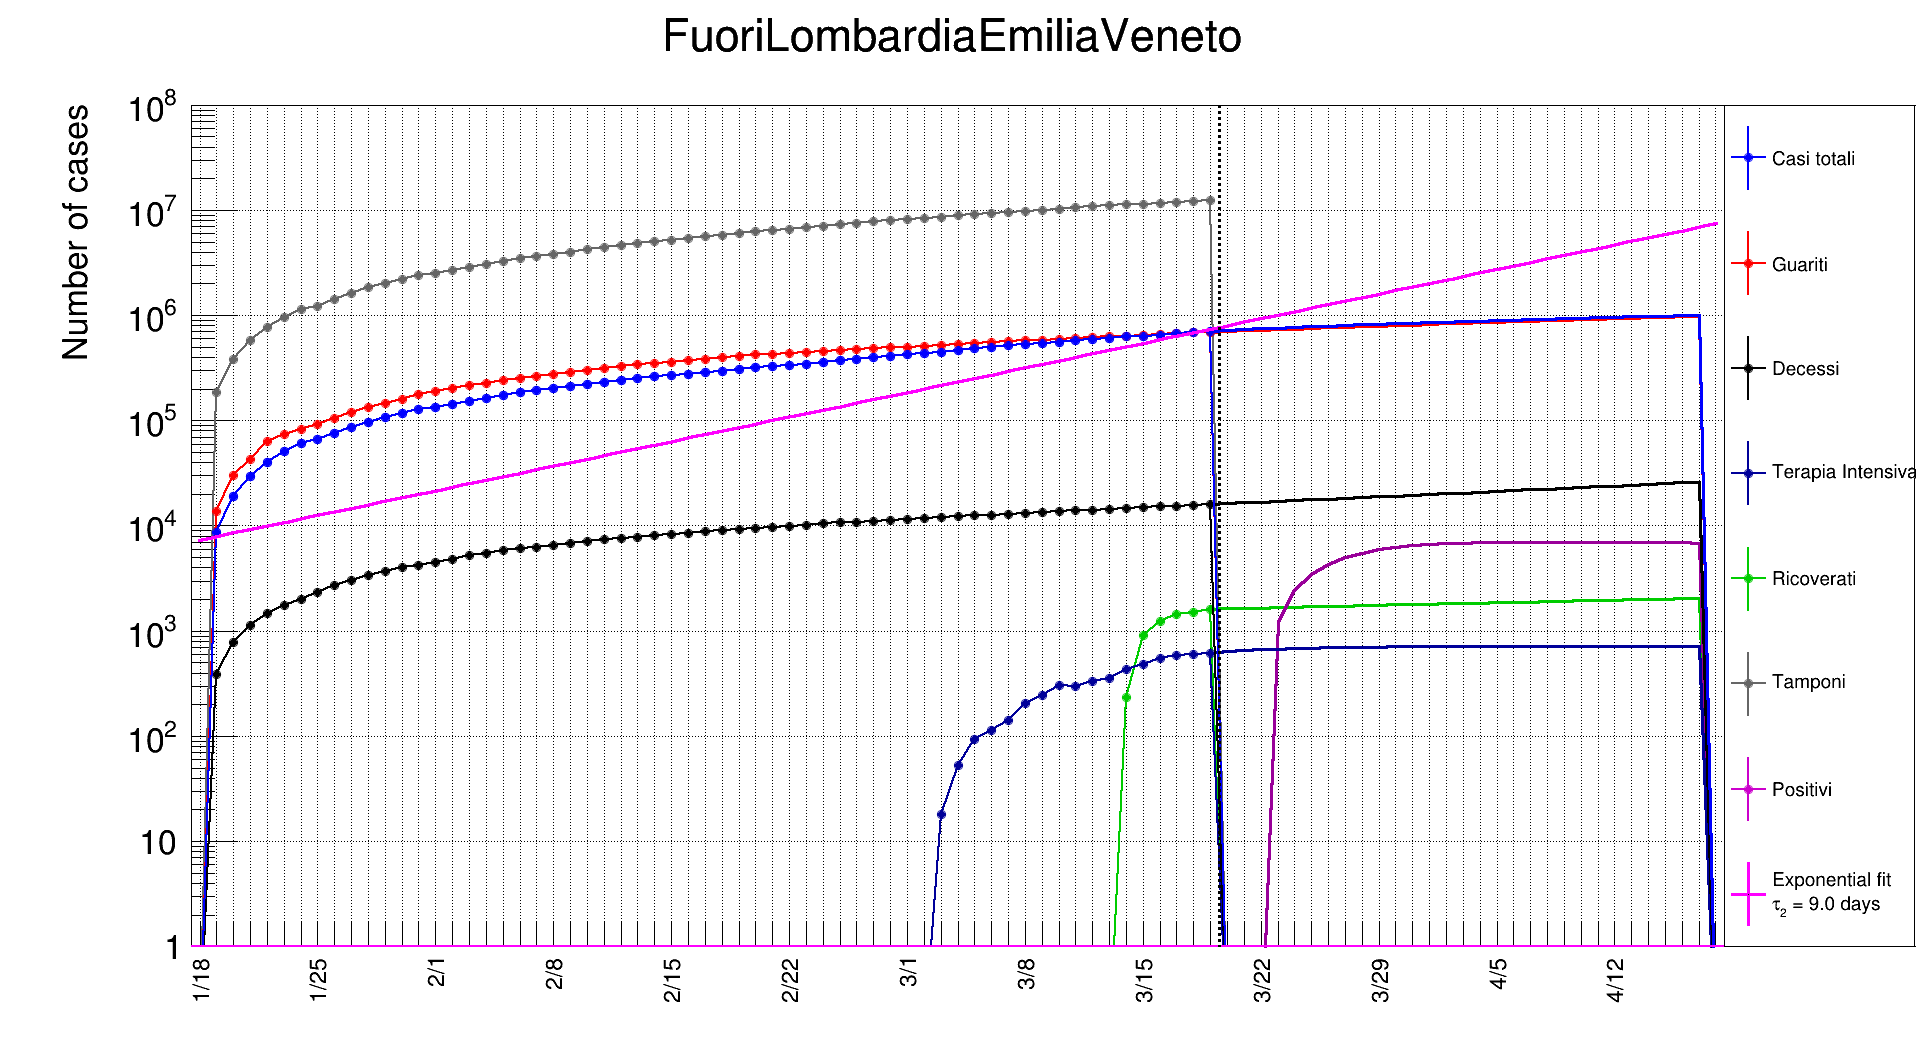 FuoriLombardiaEmiliaVeneto
Number of cases
10^8
10^7
10^6
10^5
10^4
10^3
10^2
10
1
1/18
1/25
2/1
2/8
2/15
2/22
3/1
3/8
3/15
3/22
3/29
4/5
4/12
Casi totali
Guariti
Decessi
Terapia Intensiva
Ricoverati
Tamponi
Positivi
Exponential fit
τ₂ = 9.0 days